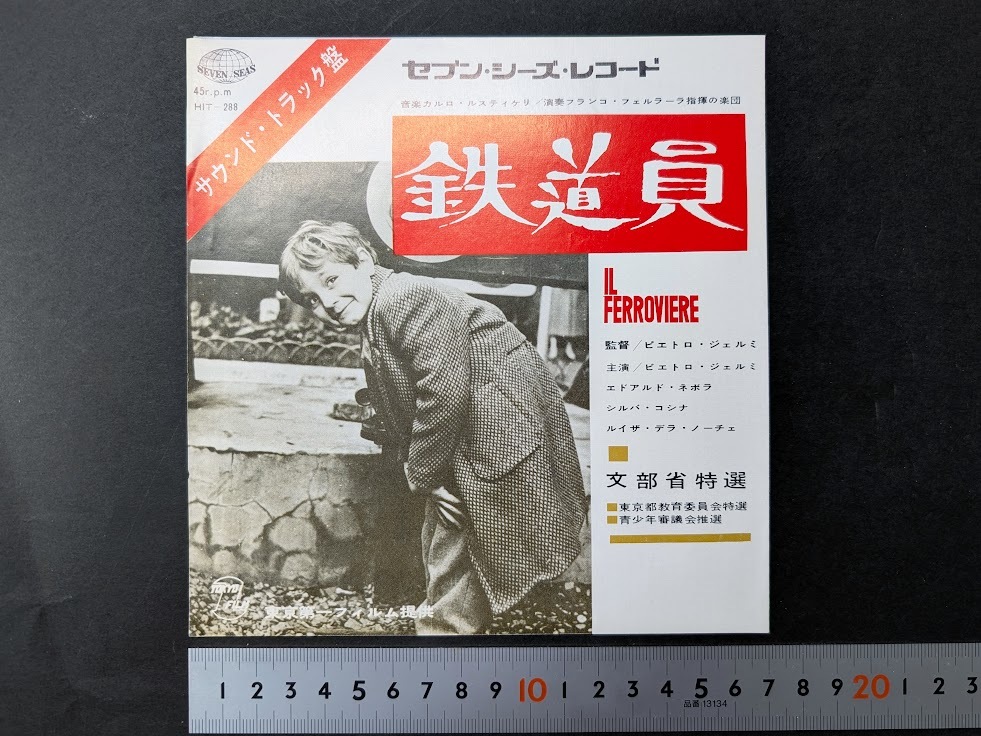 SEVEN SEAS
45r.p.m
HIT-288
サウンド・トラック盤
セブン・シーズ・レコード
音楽カルロ・ルスティケリ/演奏フランコ・フェルラーラ指揮の楽団
鉄道員
IL
FERROVIERE
監督/ピエトロ・ジェルミ
主演/ピエトロ・ジェルミ
エドアルド・ネボラ
シルバ・コシナ
ルイザ・デラ・ノーチェ
文部省特選
東京都教育委員会特選
青少年審議会推選
TOKYO
FILM
東京第一フィルム提供
1 2 3 4 5 6 7 8 9 10 1 2 3 4 5 6 7 8 9 20 1 2 3
品番 13134